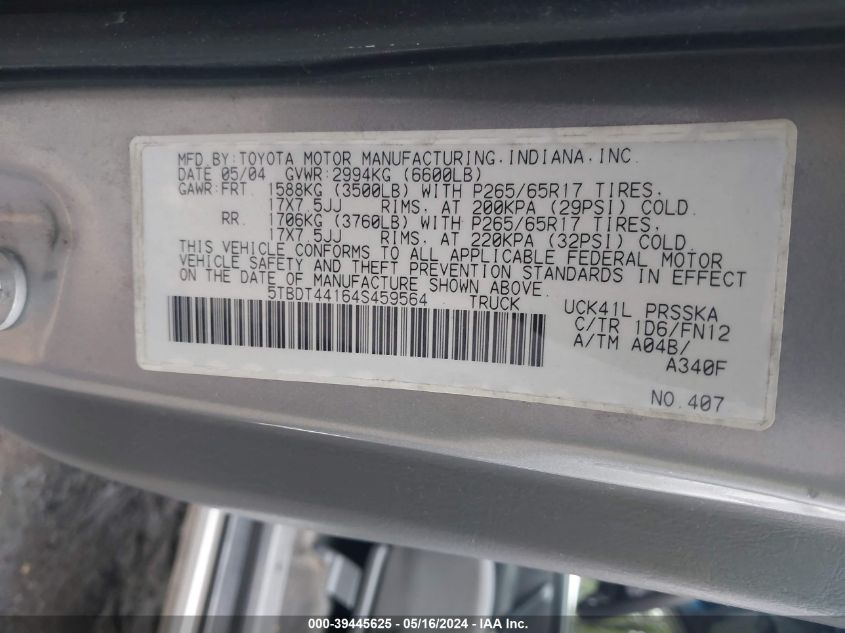 MFD.BY:TOYOTA MOTOR MANUFACTURING.INDIANA.INC.
DATE 05/04 GVWR:2994KG (6600LB)
GAWR:FRT. 1588KG (3500LB) WITH P265/65R17 TIRES.
17X7.5JJ RIMS. AT 200KPA (29PSI) COLD.
RR. 1706KG (3760LB) WITH P265/65R17 TIRES.
17X7.5JJ RIMS. AT 220KPA (32PSI) COLD.
THIS VEHICLE CONFORMS TO ALL APPLICABLE FEDERAL MOTOR
VEHICLE SAFETY AND THEFT PREVENTION STANDARDS IN EFFECT
ON THE DATE OF MANUFACTURE SHOWN ABOVE.
5TBDT44164S459564 TRUCK
UCK41L PRSSKA
C/TR 1D6/FN12
A/TM A04B/
A340F
NO.407
000-39445625 - 05/16/2024 - IAAI.com